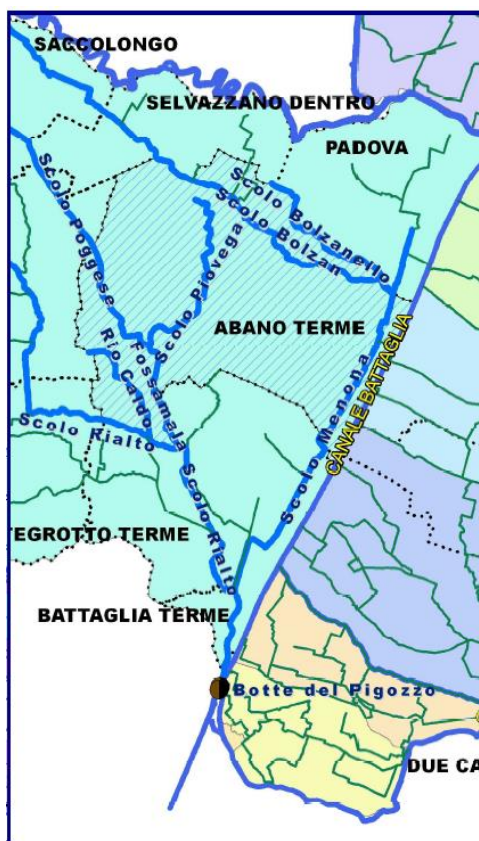 SACCOLONGO
SELVAZZANO DENTRO
PADOVA
Scolo Bolzanello
Scolo Bolzan
Scolo Poggese
Scolo Piovega
ABANO TERME
CANALE BATTAGLIA
Scolo Menona
Rio Caldo
Fossamala
Scolo Rialto
Scolo Rialto
TEGROTTO TERME
BATTAGLIA TERME
Botte del Pigozzo
DUE CA